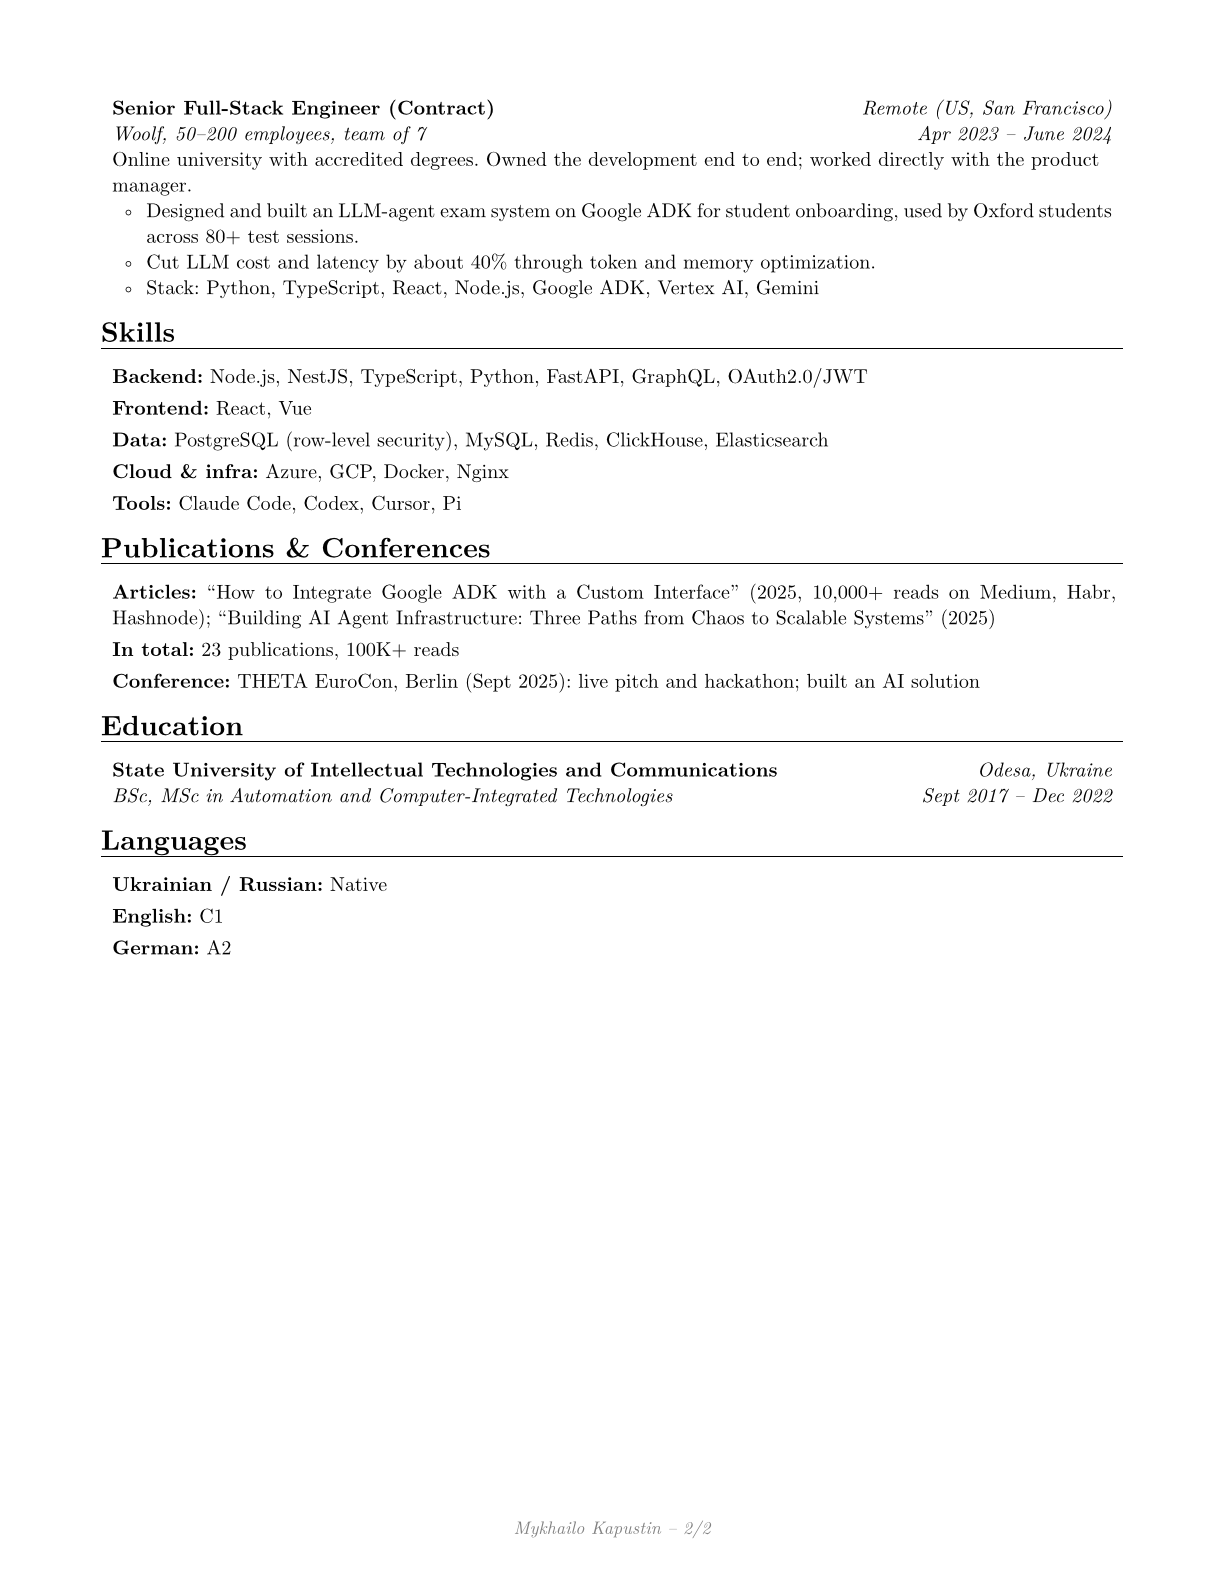 Senior Full-Stack Engineer (Contract) Remote (US, San Francisco)
Woolf, 50–200 employees, team of 7 Apr 2023 – June 2024
Online university with accredited degrees. Owned the development end to end; worked directly with the product
manager.
◦ Designed and built an LLM-agent exam system on Google ADK for student onboarding, used by Oxford students
across 80+ test sessions.
◦ Cut LLM cost and latency by about 40% through token and memory optimization.
◦ Stack: Python, TypeScript, React, Node.js, Google ADK, Vertex AI, Gemini
Skills
Backend: Node.js, NestJS, TypeScript, Python, FastAPI, GraphQL, OAuth2.0/JWT
Frontend: React, Vue
Data: PostgreSQL (row-level security), MySQL, Redis, ClickHouse, Elasticsearch
Cloud & infra: Azure, GCP, Docker, Nginx
Tools: Claude Code, Codex, Cursor, Pi
Publications & Conferences
Articles: “How to Integrate Google ADK with a Custom Interface” (2025, 10,000+ reads on Medium, Habr,
Hashnode); “Building AI Agent Infrastructure: Three Paths from Chaos to Scalable Systems” (2025)
In total: 23 publications, 100K+ reads
Conference: THETA EuroCon, Berlin (Sept 2025): live pitch and hackathon; built an AI solution
Education
State University of Intellectual Technologies and Communications Odesa, Ukraine
BSc, MSc in Automation and Computer-Integrated Technologies Sept 2017 – Dec 2022
Languages
Ukrainian / Russian: Native
English: C1
German: A2
Mykhailo Kapustin – 2/2